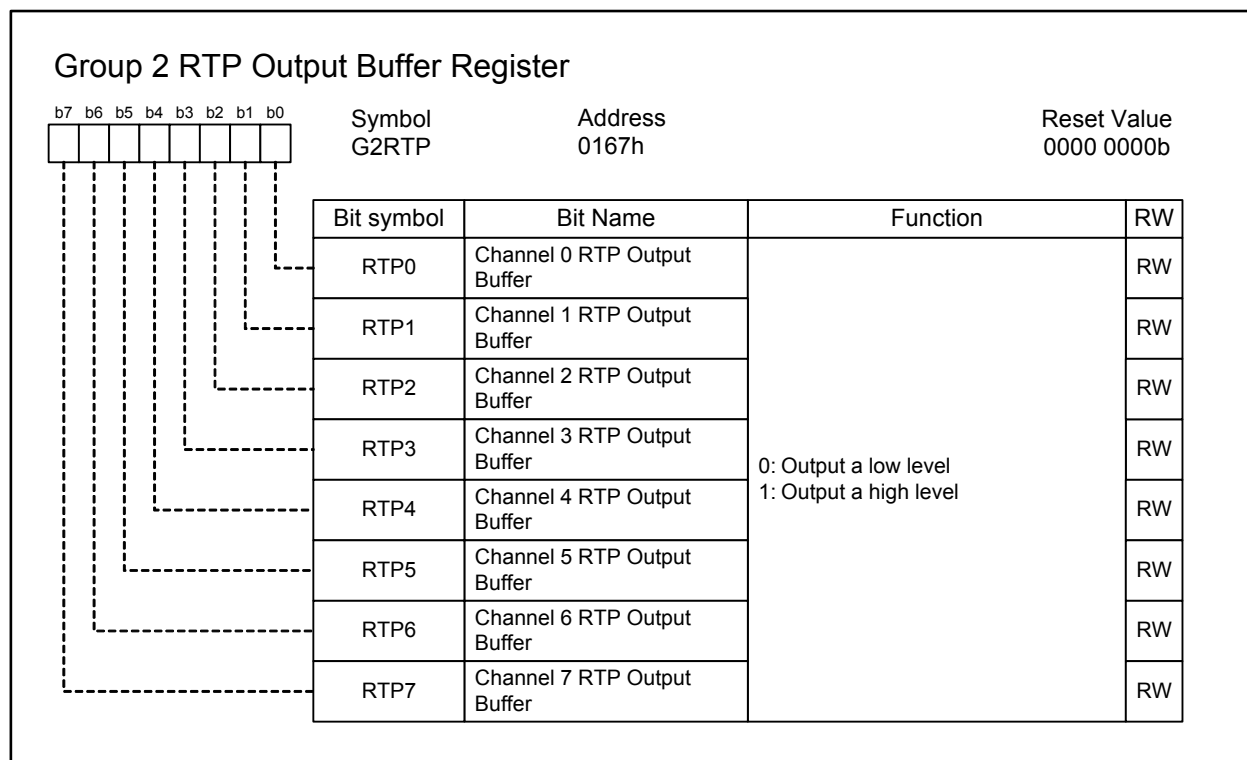 Group 2 RTP Output Buffer Register
b7 b6 b5 b4 b3 b2 b1 b0
Symbol Address Reset Value
G2RTP 0167h 0000 0000b
Bit symbol Bit Name Function RW
RTP0 Channel 0 RTP Output Buffer RW
RTP1 Channel 1 RTP Output Buffer RW
RTP2 Channel 2 RTP Output Buffer RW
RTP3 Channel 3 RTP Output Buffer RW
0: Output a low level
1: Output a high level
RTP4 Channel 4 RTP Output Buffer RW
RTP5 Channel 5 RTP Output Buffer RW
RTP6 Channel 6 RTP Output Buffer RW
RTP7 Channel 7 RTP Output Buffer RW